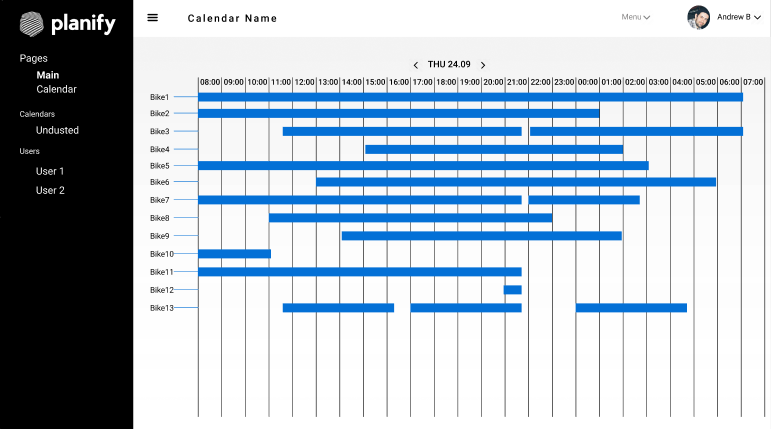 planify
Calendar Name
Menu
Andrew B
Pages
Main
Calendar
Calendars
Undusted
Users
User 1
User 2
THU 24.09
08:00 09:00 10:00 11:00 12:00 13:00 14:00 15:00 16:00 17:00 18:00 19:00 20:00 21:00 22:00 23:00 00:00 01:00 02:00 03:00 04:00 05:00 06:00 07:00
Bike1
Bike2
Bike3
Bike4
Bike5
Bike6
Bike7
Bike8
Bike9
Bike10
Bike11
Bike12
Bike13